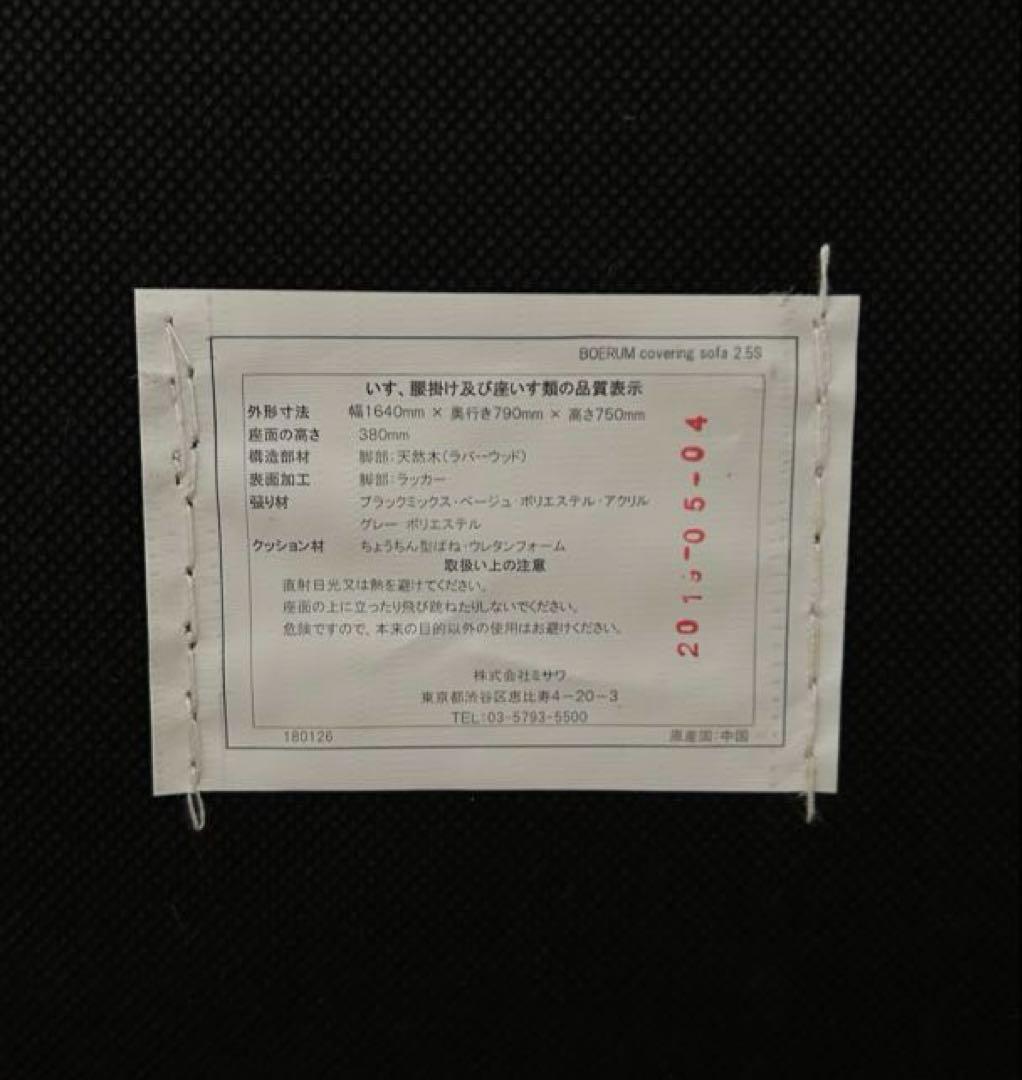 BOERUM covering sofa 2.5S
いす、腰掛け及び座いす類の品質表示
外形寸法 幅1640mm × 奥行き790mm × 高さ750mm
座面の高さ 380mm
構造部材 脚部:天然木(ラバーウッド)
表面加工 脚部:ラッカー
張り材 ブラックミックス・ベージュ ポリエステル・アクリル
グレー ポリエステル
クッション材 ちょうちん型ばね・ウレタンフォーム
取扱い上の注意
直射日光又は熱を避けてください。
座面の上に立ったり飛び跳ねたりしないでください。
危険ですので、本来の目的以外の使用はお避けください。
株式会社ミサワ
東京都渋谷区恵比寿4-20-3
TEL:03-5793-5500
180126 原産国:中国